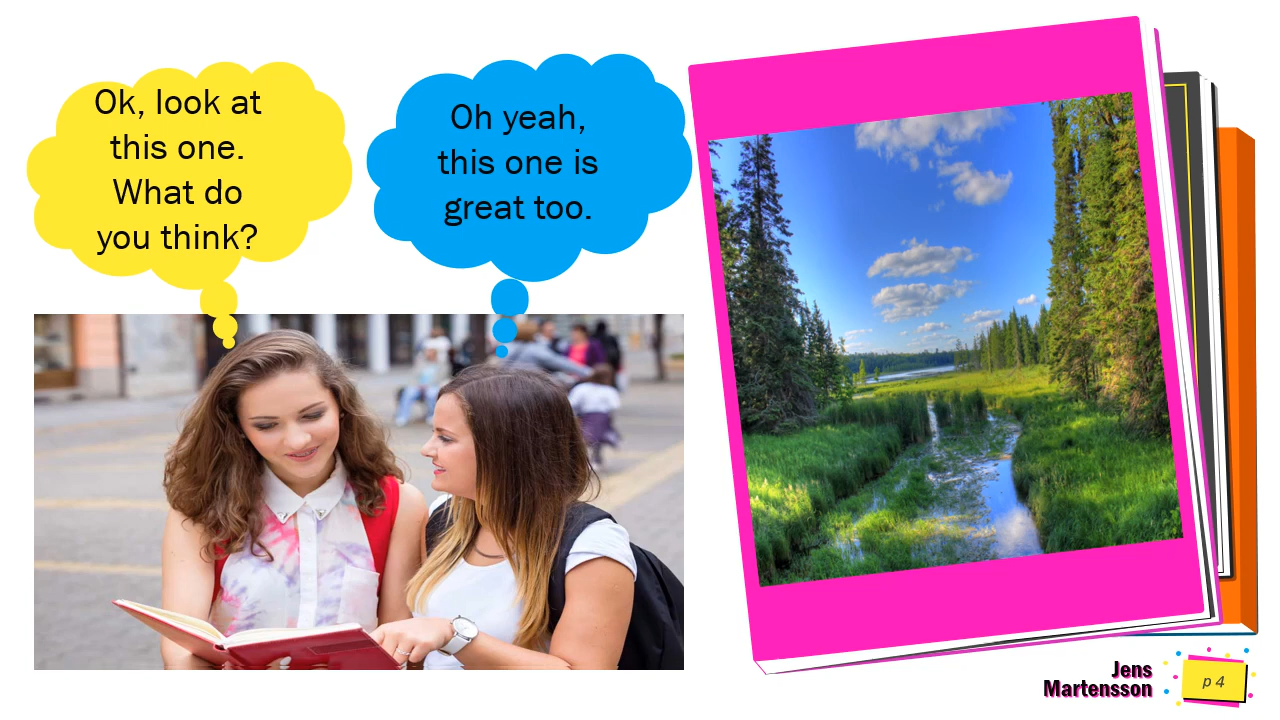 Ok, look at
this one.
What do
you think?
Oh yeah,
this one is
great too.
Jens
Martensson
p 4